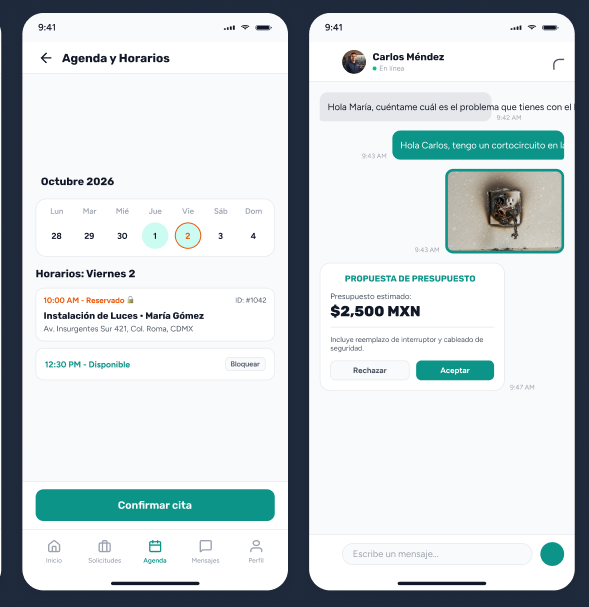 9:41
Agenda y Horarios
Octubre 2026
Lun Mar Mié Jue Vie Sáb Dom
28 29 30 1 2 3 4
Horarios: Viernes 2
10:00 AM - Reservado 🔒 ID: #1042
Instalación de Luces • María Gómez
Av. Insurgentes Sur 421, Col. Roma, CDMX
12:30 PM - Disponible Bloquear
Confirmar cita
Inicio Solicitudes Agenda Mensajes Perfil
9:41
Carlos Méndez
En línea
Hola María, cuéntame cuál es el problema que tienes con el
9:42 AM
Hola Carlos, tengo un cortocircuito en
9:43 AM
9:43 AM
PROPUESTA DE PRESUPUESTO
Presupuesto estimado:
$2,500 MXN
Incluye reemplazo de interruptor y cableado de
seguridad.
Rechazar Aceptar
9:47 AM
Escribe un mensaje...